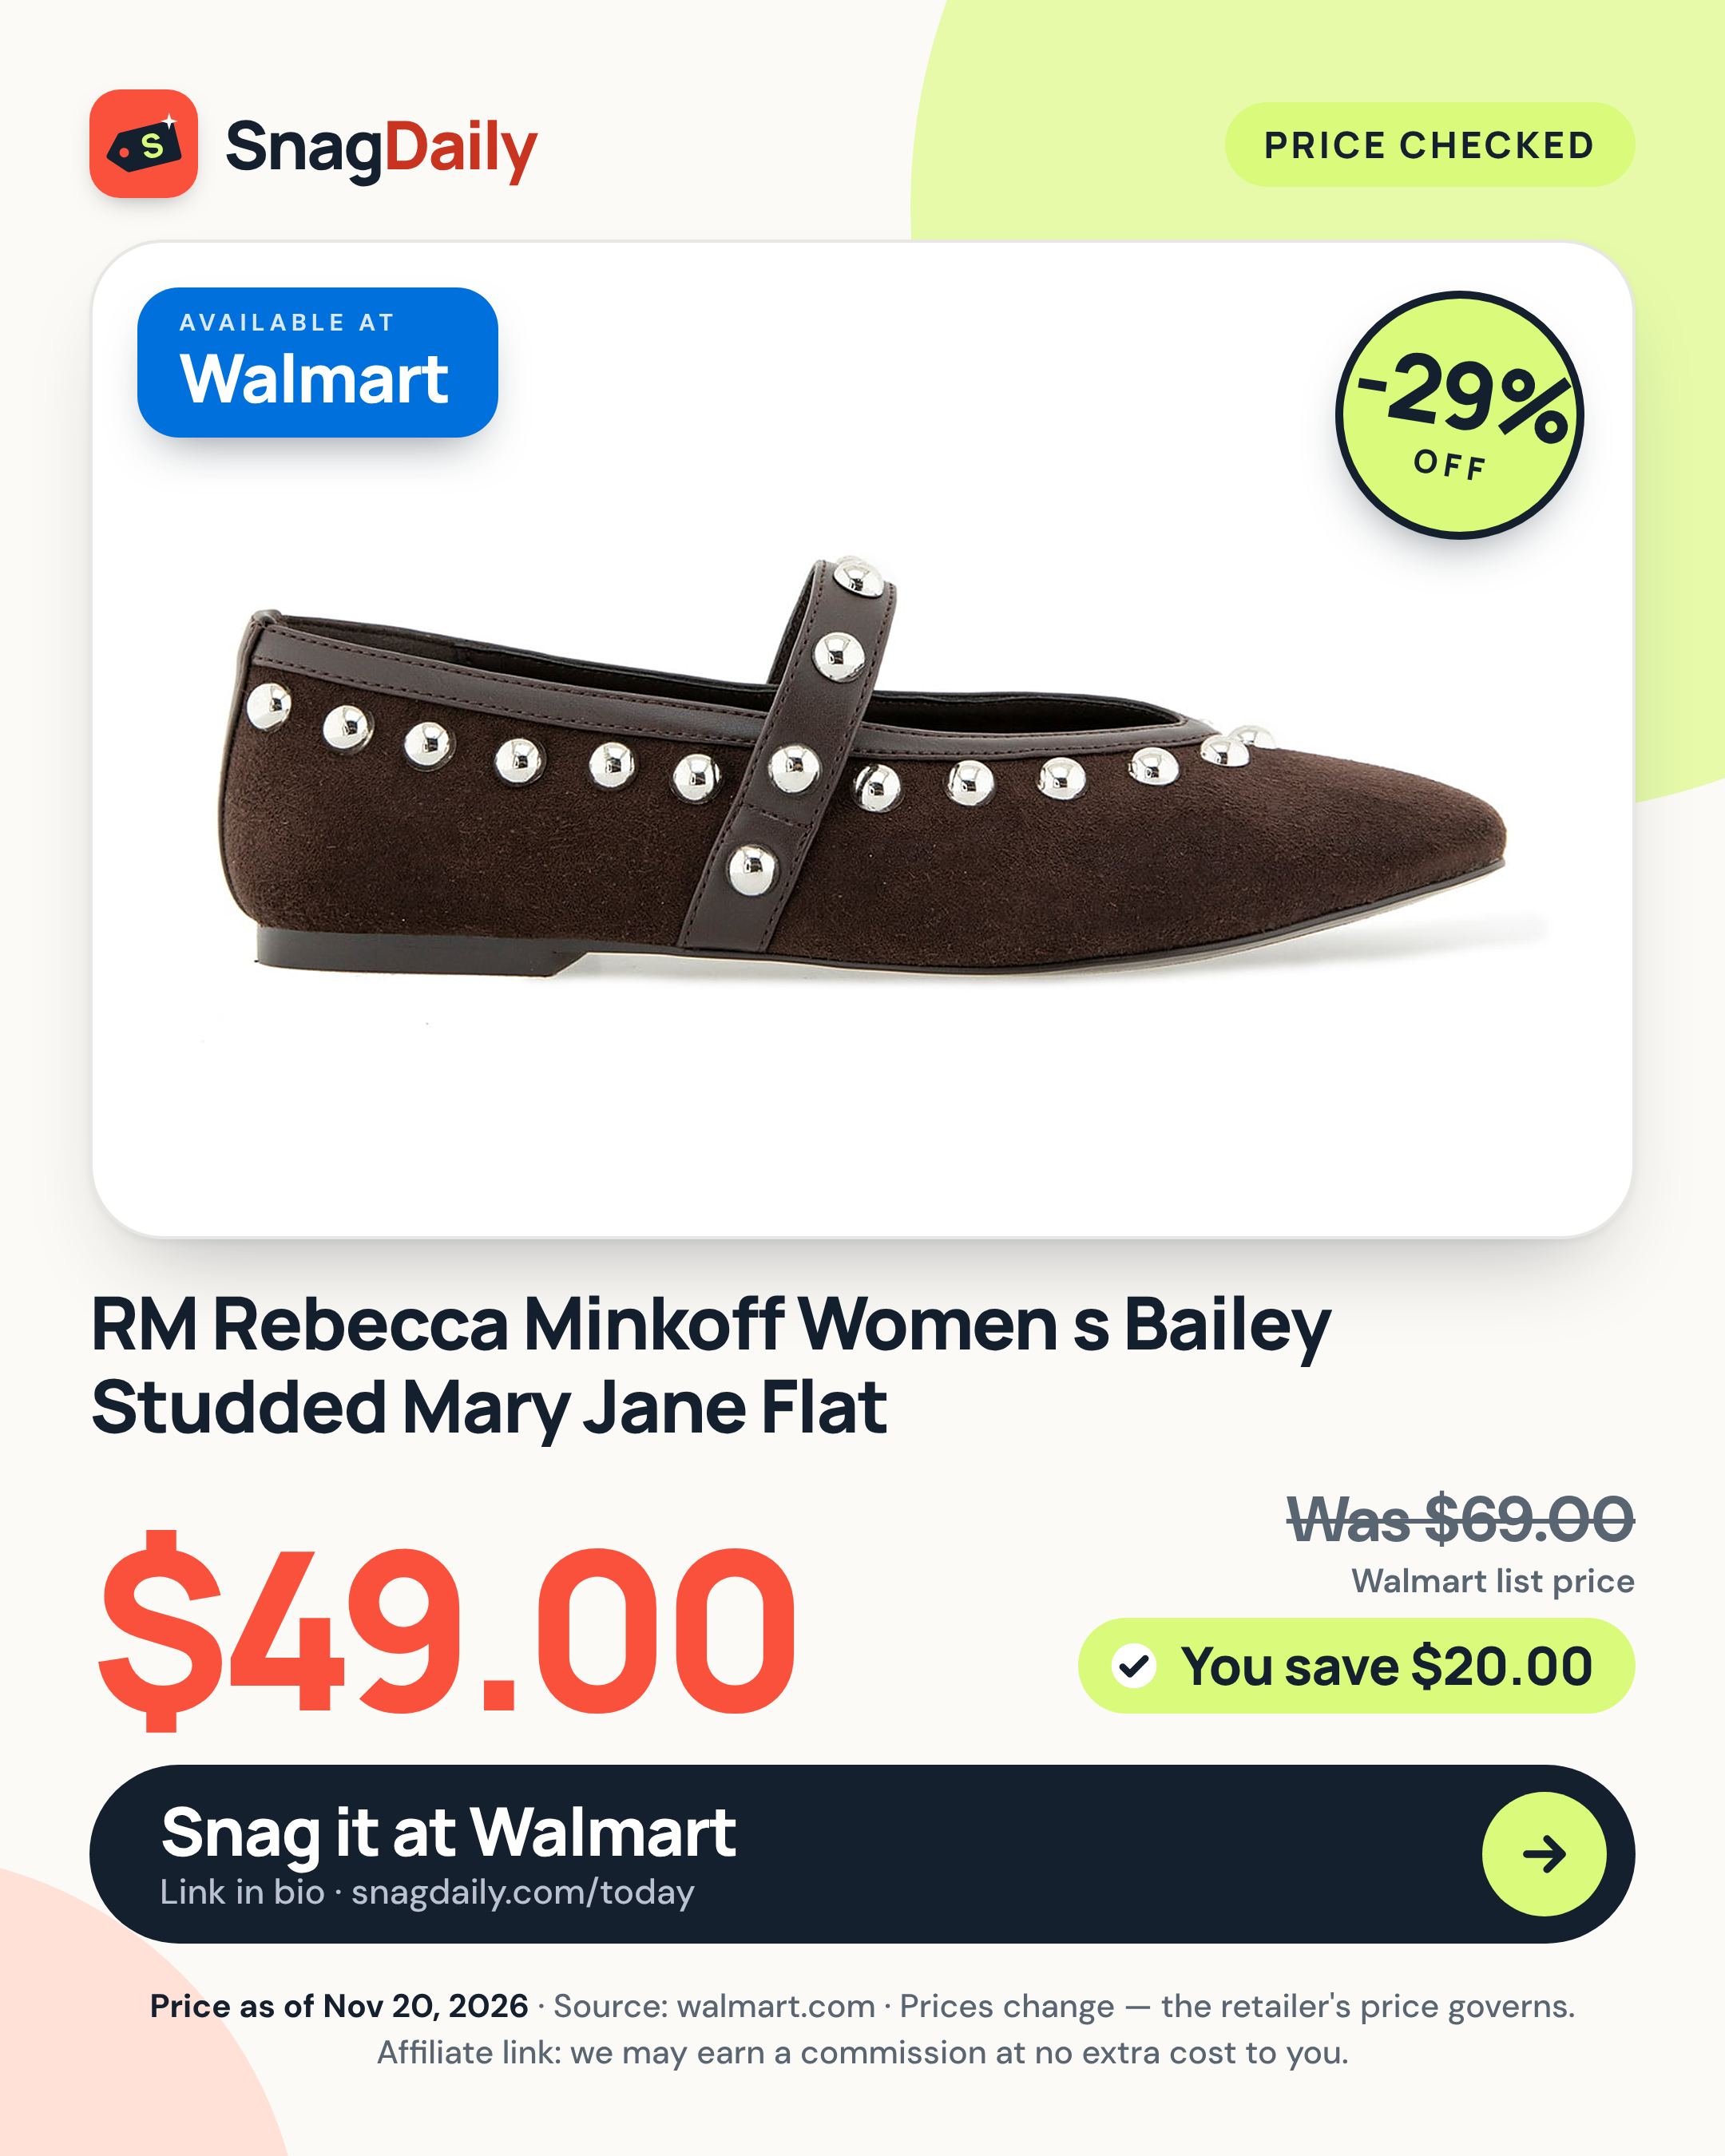 S
SnagDaily
PRICE CHECKED
AVAILABLE AT
Walmart
-29%
OFF
RM Rebecca Minkoff Women s Bailey
Studded Mary Jane Flat
$49.00
Was $69.00
Walmart list price
You save $20.00
Snag it at Walmart
Link in bio · snagdaily.com/today
Price as of Nov 20, 2026 · Source: walmart.com · Prices change — the retailer's price governs.
Affiliate link: we may earn a commission at no extra cost to you.